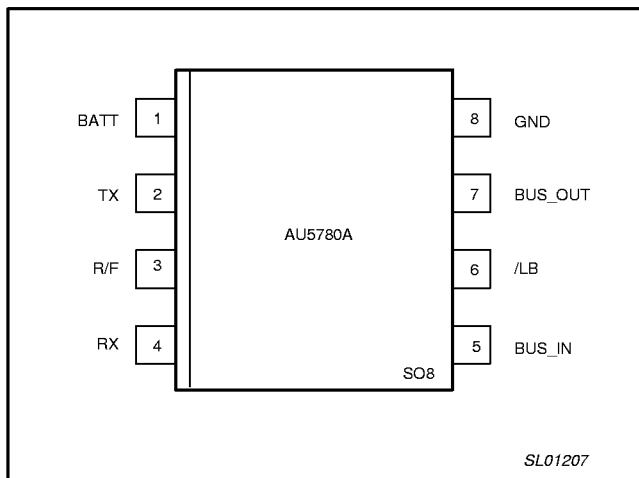 BATT 1 8 GND
TX 2 7 BUS_OUT
AU5780A
R/F 3 6 /LB
RX 4 5 BUS_IN
SO8
SL01207